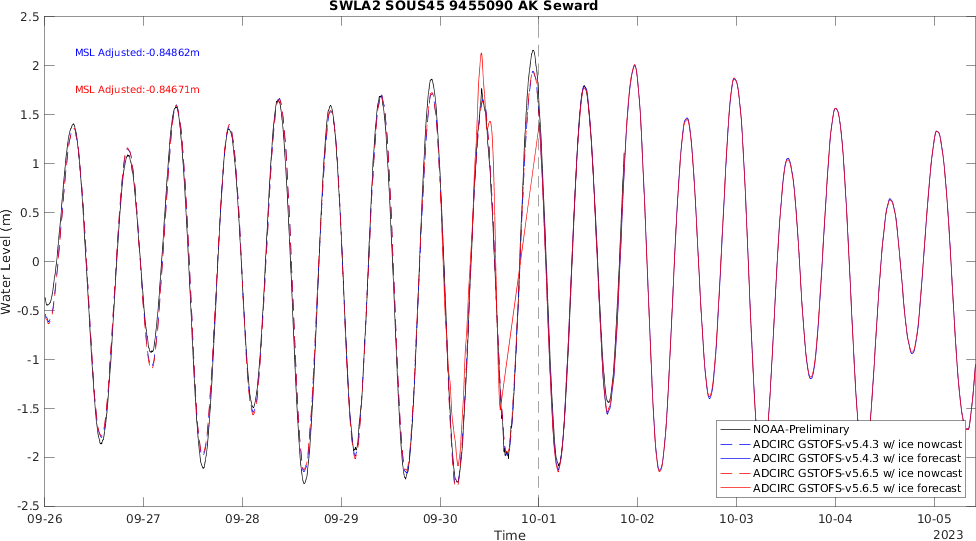 SWLA2 SOUS45 9455090 AK Seward
MSL Adjusted:-0.84862m
MSL Adjusted:-0.84671m
Water Level (m)
2.5
2
1.5
1
0.5
0
-0.5
-1
-1.5
-2
-2.5
NOAA-Preliminary
ADCIRC GSTOFS-v5.4.3 w/ ice nowcast
ADCIRC GSTOFS-v5.4.3 w/ ice forecast
ADCIRC GSTOFS-v5.6.5 w/ ice nowcast
ADCIRC GSTOFS-v5.6.5 w/ ice forecast
09-26 09-27 09-28 09-29 09-30 10-01 10-02 10-03 10-04 10-05
Time
2023